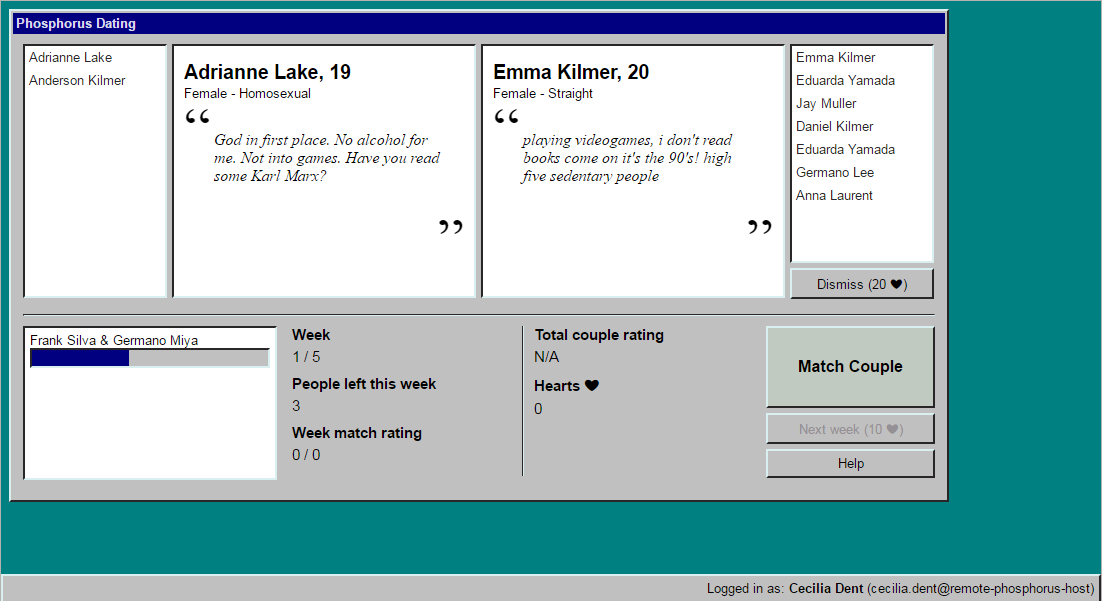 Phosphorus Dating
Adrianne Lake
Anderson Kilmer
Adrianne Lake, 19
Female - Homosexual
“
God in first place. No alcohol for
me. Not into games. Have you read
some Karl Marx?
”
Emma Kilmer, 20
Female - Straight
“
playing videogames, i don't read
books come on it's the 90's! high
five sedentary people
”
Emma Kilmer
Eduarda Yamada
Jay Muller
Daniel Kilmer
Eduarda Yamada
Germano Lee
Anna Laurent
Dismiss (20 ♥)
Frank Silva & Germano Miya
Week
1 / 5
People left this week
3
Week match rating
0 / 0
Total couple rating
N/A
Hearts ♥
0
Match Couple
Next week (10 ♥)
Help
Logged in as: Cecilia Dent (cecilia.dent@remote-phosphorus-host)